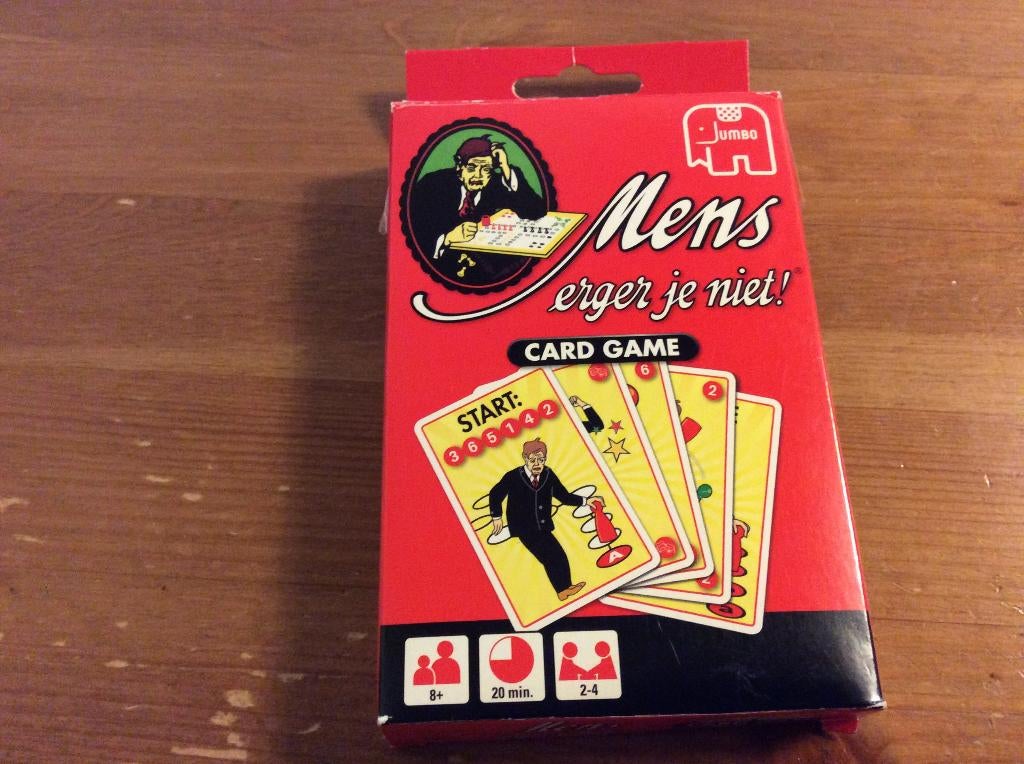 JUMBO
Mens
erger je niet!®
CARD GAME
START:
3 6 5 1 4 2
6
2
A
2
8+
20 min.
2-4